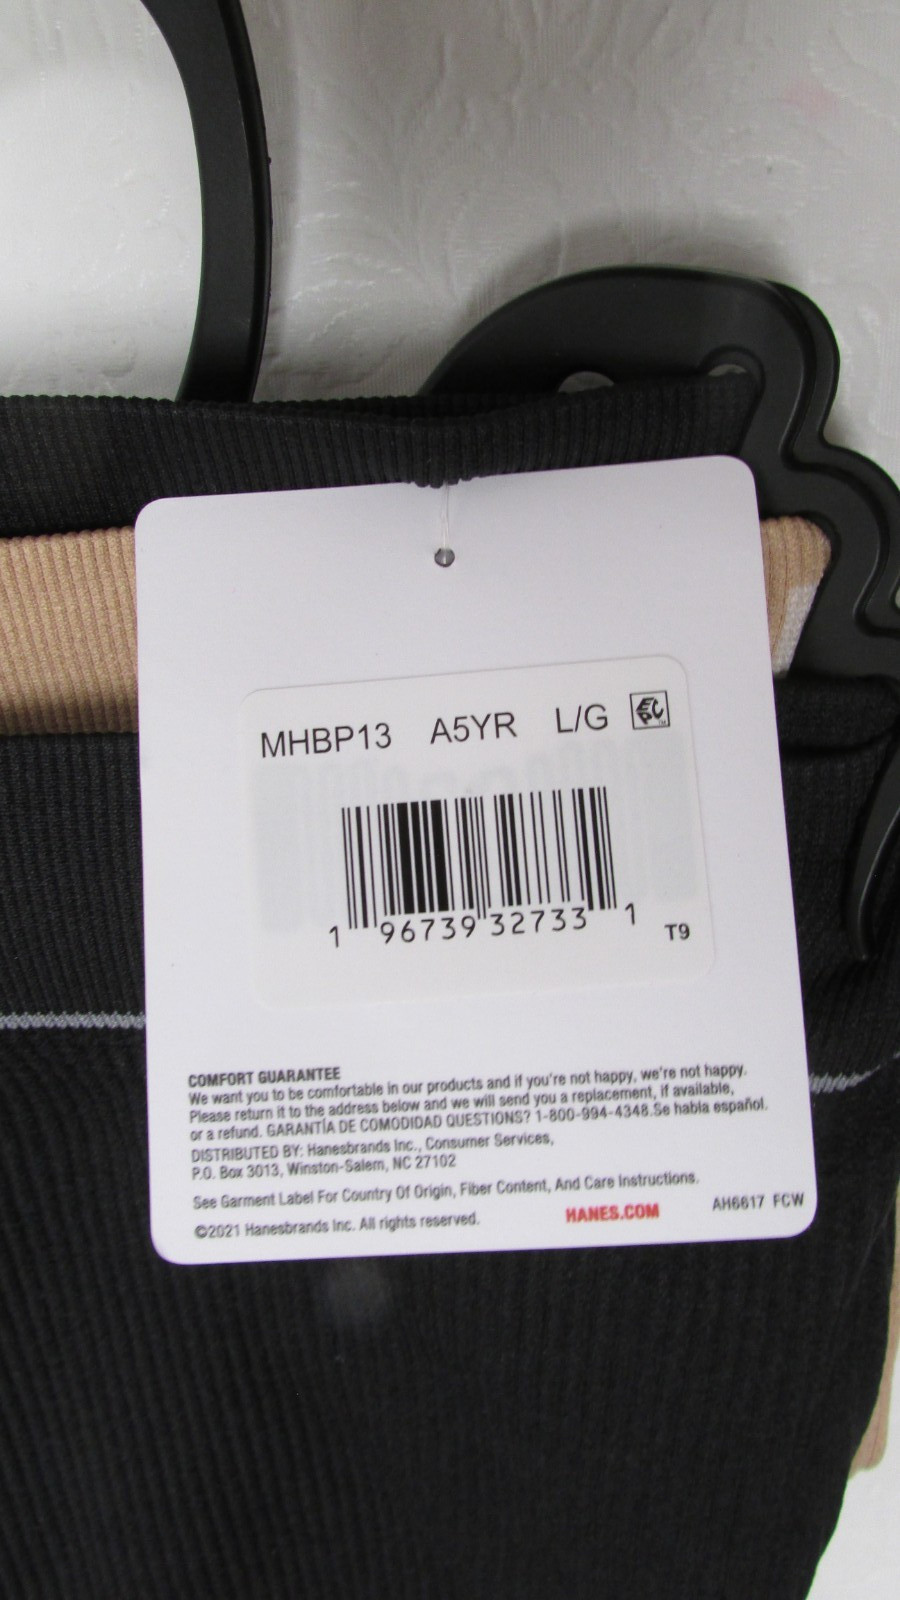 MHBP13 A5YR L/G EPC™
1 96739 32733 1
T9
COMFORT GUARANTEE
We want you to be comfortable in our products and if you're not happy, we're not happy.
Please return it to the address below and we will send you a replacement, if available,
or a refund. GARANTÍA DE COMODIDAD QUESTIONS? 1-800-994-4348.Se habla español.
DISTRIBUTED BY: Hanesbrands Inc., Consumer Services,
P.O. Box 3013, Winston-Salem, NC 27102
See Garment Label For Country Of Origin, Fiber Content, And Care Instructions.
©2021 Hanesbrands Inc. All rights reserved. HANES.COM AH6617 FCW